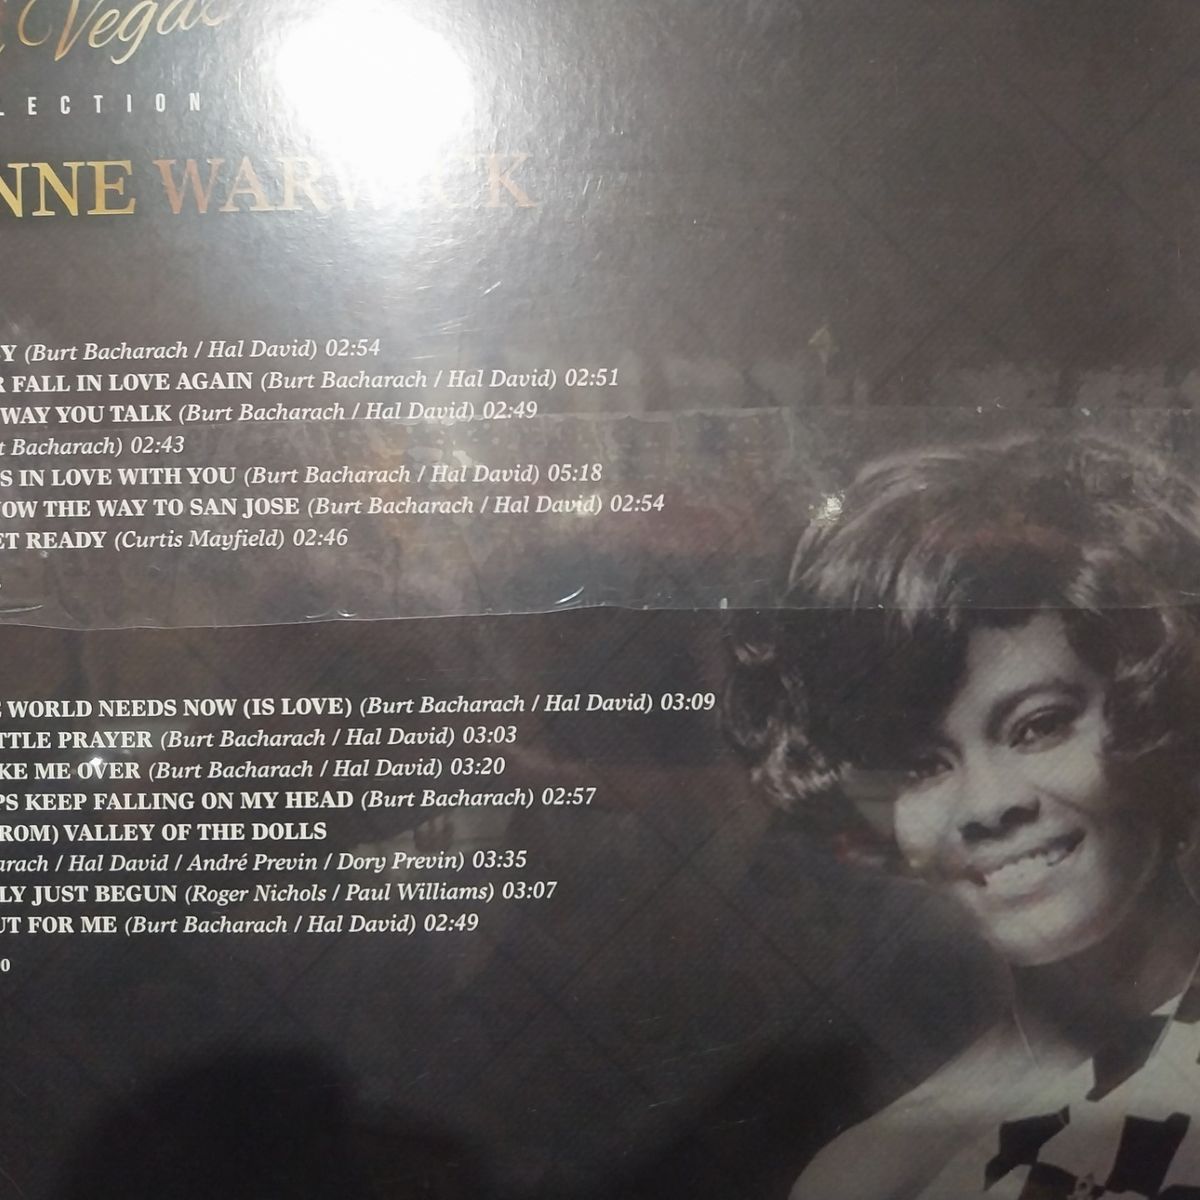 Vegas
LECTION
NNE WARWICK
Y (Burt Bacharach / Hal David) 02:54
R FALL IN LOVE AGAIN (Burt Bacharach / Hal David) 02:51
WAY YOU TALK (Burt Bacharach / Hal David) 02:49
t Bacharach) 02:43
S IN LOVE WITH YOU (Burt Bacharach / Hal David) 05:18
OW THE WAY TO SAN JOSE (Burt Bacharach / Hal David) 02:54
ET READY (Curtis Mayfield) 02:46
E WORLD NEEDS NOW (IS LOVE) (Burt Bacharach / Hal David) 03:09
TTLE PRAYER (Burt Bacharach / Hal David) 03:03
KE ME OVER (Burt Bacharach / Hal David) 03:20
PS KEEP FALLING ON MY HEAD (Burt Bacharach) 02:57
ROM) VALLEY OF THE DOLLS
arach / Hal David / André Previn / Dory Previn) 03:35
LY JUST BEGUN (Roger Nichols / Paul Williams) 03:07
UT FOR ME (Burt Bacharach / Hal David) 02:49
0